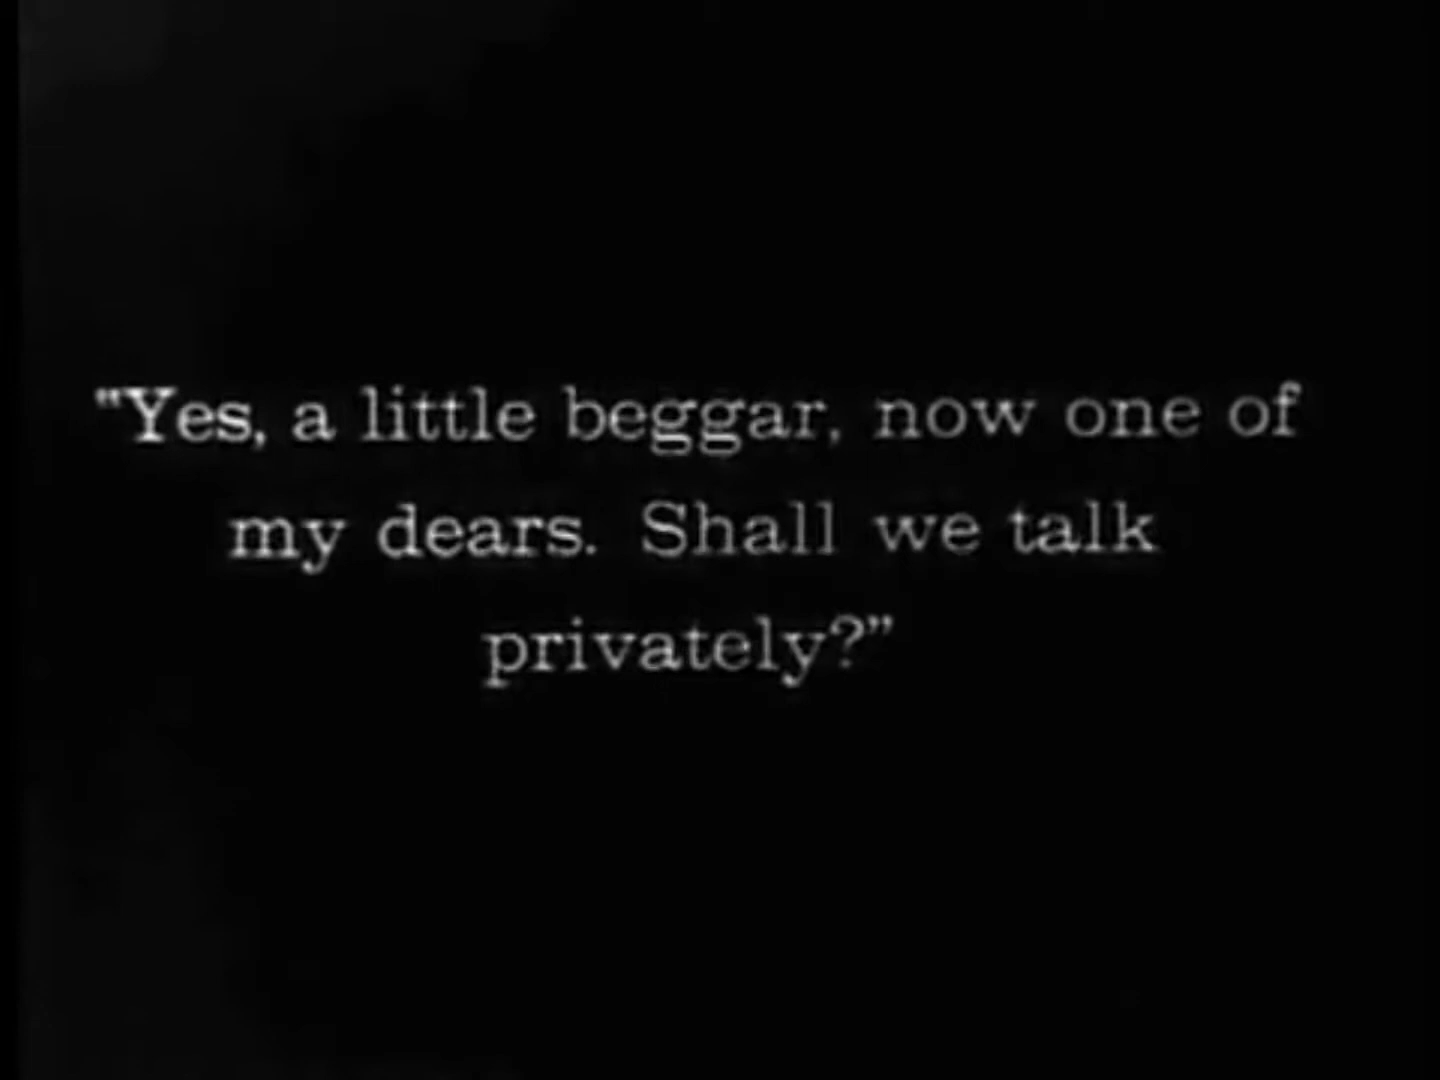 "Yes, a little beggar, now one of
my dears. Shall we talk
privately?”